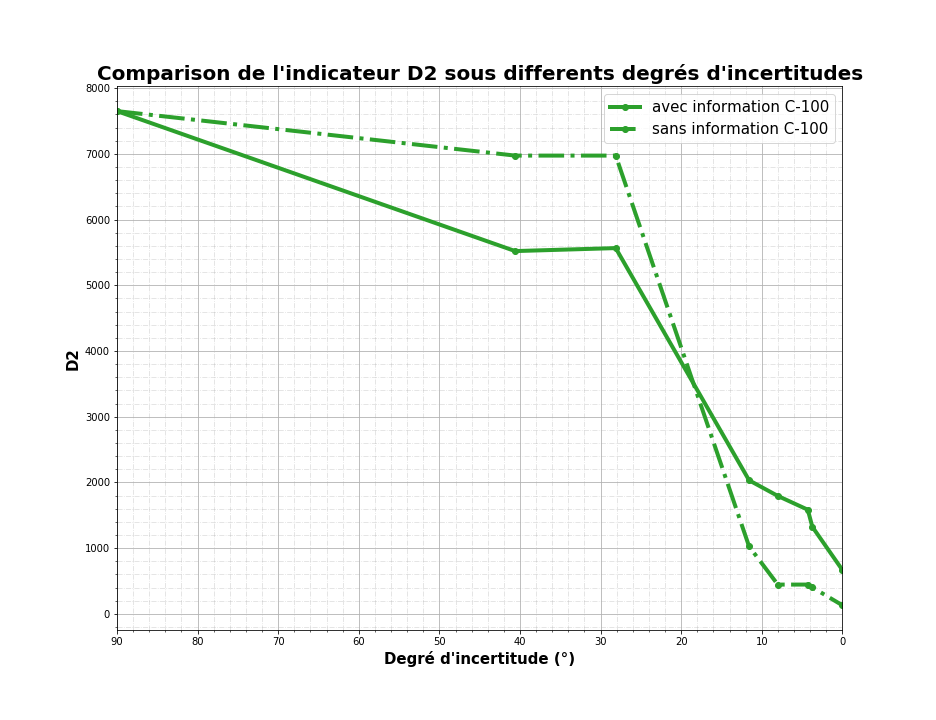 Comparison de l'indicateur D2 sous differents degrés d'incertitudes
avec information C-100
sans information C-100
8000
7000
6000
5000
4000
3000
2000
1000
0
D2
90 80 70 60 50 40 30 20 10 0
Degré d'incertitude (°)